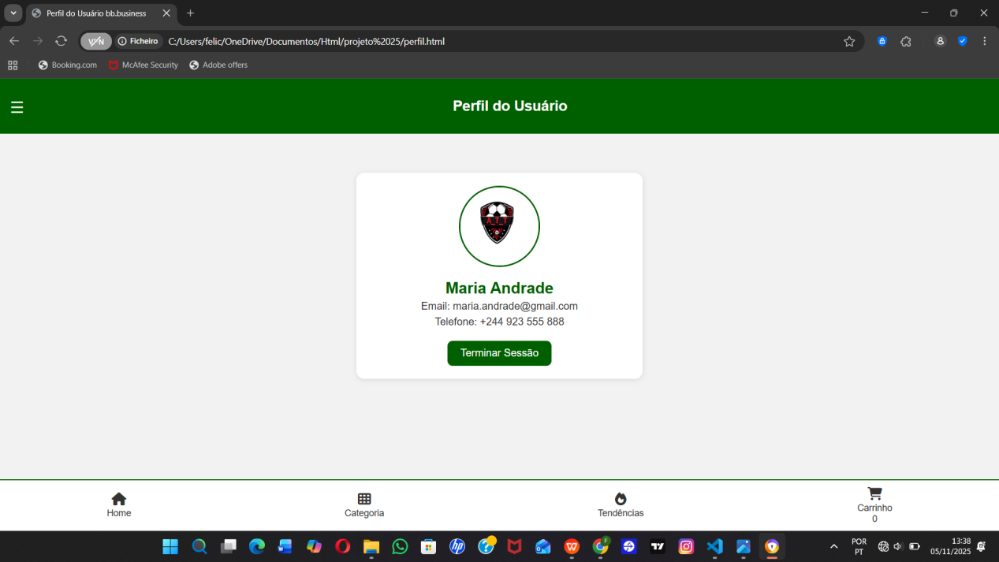 Perfil do Usuário bb.business
Ficheiro
C:/Users/felic/OneDrive/Documentos/Html/projeto%2025/perfil.html
Booking.com
McAfee Security
Adobe offers
Perfil do Usuário
A T T
Maria Andrade
Email: maria.andrade@gmail.com
Telefone: +244 923 555 888
Terminar Sessão
Home
Categoria
Tendências
Carrinho
0
POR
PT
13:38
05/11/2025